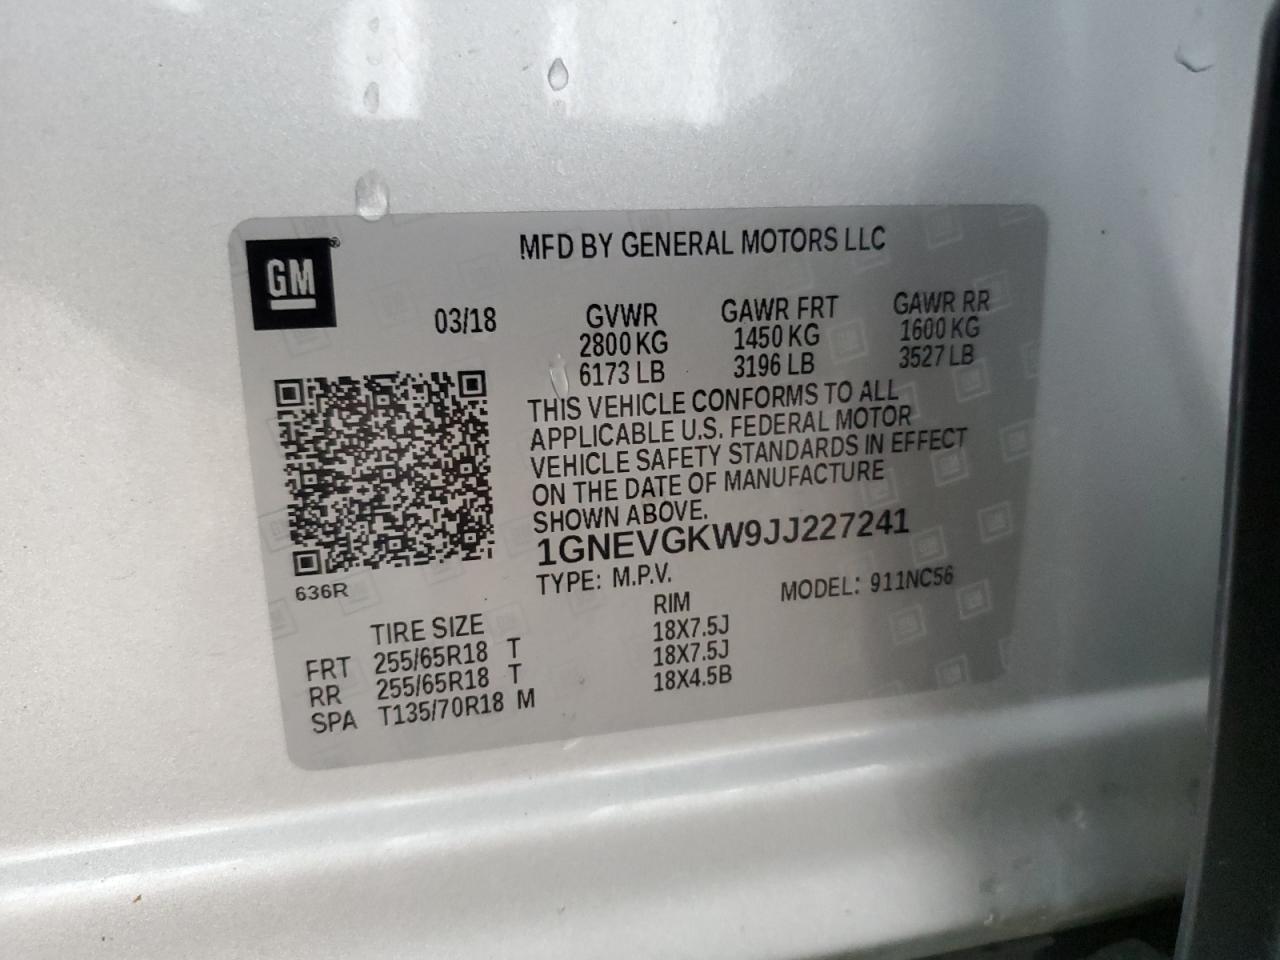 GM®
MFD BY GENERAL MOTORS LLC
03/18
GVWR GAWR FRT GAWR RR
2800 KG 1450 KG 1600 KG
6173 LB 3196 LB 3527 LB
THIS VEHICLE CONFORMS TO ALL
APPLICABLE U.S. FEDERAL MOTOR
VEHICLE SAFETY STANDARDS IN EFFECT
ON THE DATE OF MANUFACTURE
SHOWN ABOVE.
1GNEVGKW9JJ227241
TYPE: M.P.V. MODEL: 911NC56
636R
TIRE SIZE RIM
FRT 255/65R18 T 18X7.5J
RR 255/65R18 T 18X7.5J
SPA T135/70R18 M 18X4.5B